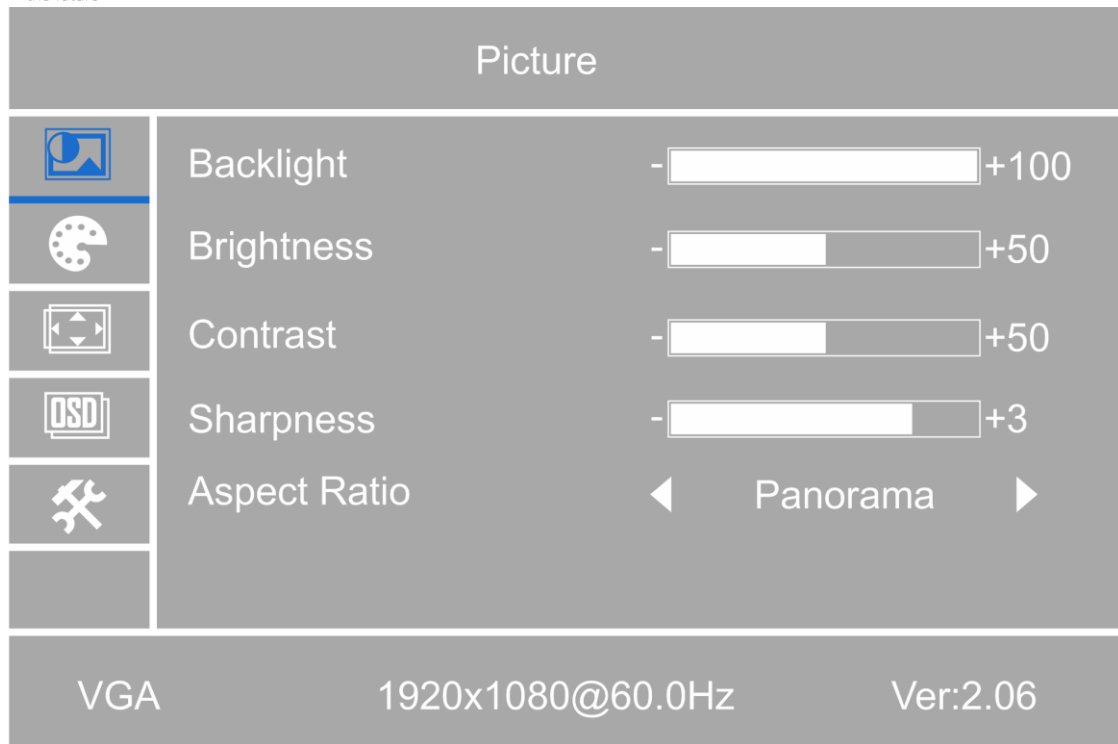 Picture
Backlight - +100
Brightness - +50
Contrast - +50
OSD
Sharpness - +3
Aspect Ratio Panorama
VGA 1920x1080@60.0Hz Ver:2.06